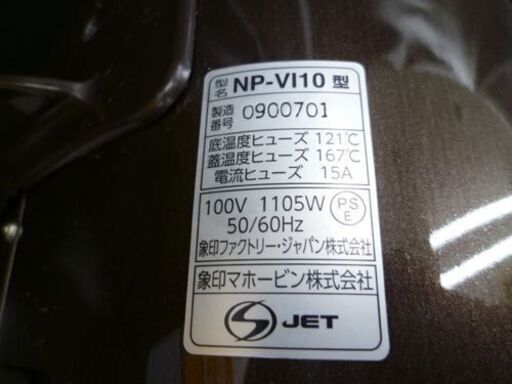 型名 NP-VI10 型
製造番号 0900701
底温度ヒューズ 121℃
蓋温度ヒューズ 167℃
電流ヒューズ 15A
100V 1105W PSE
50/60Hz
象印ファクトリー・ジャパン株式会社
象印マホービン株式会社
S JET